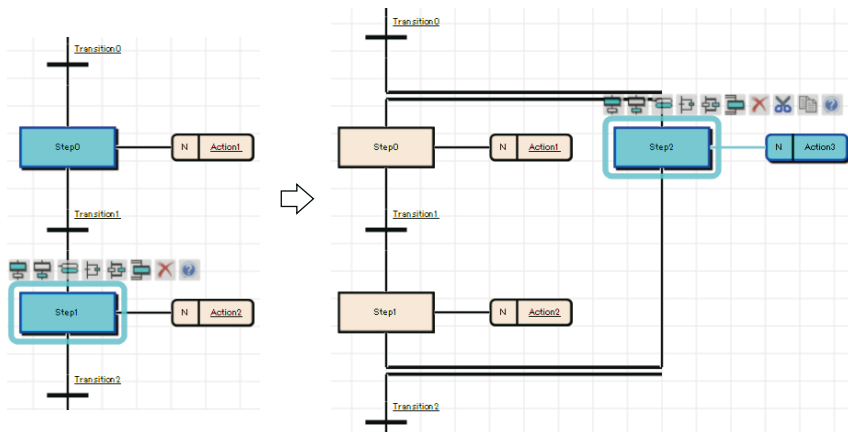 Transition0
Step0
N
Action1
Transition1
Step1
N
Action2
Transition2
Transition0
Step0
N
Action1
Step2
N
Action3
Transition1
Step1
N
Action2
Transition2